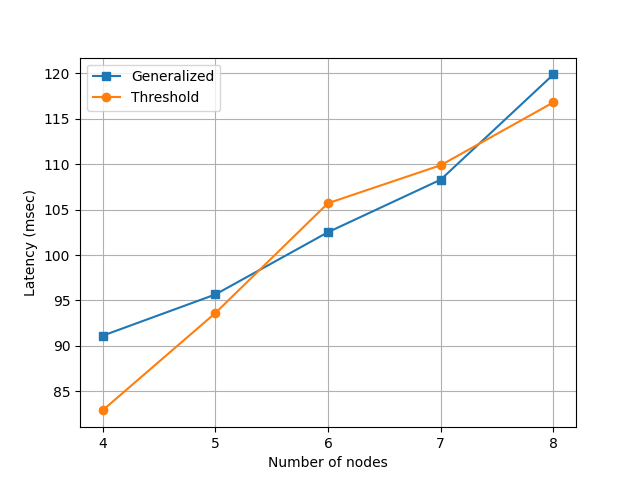 Generalized
Threshold
120
115
110
105
100
95
90
85
Latency (msec)
4 5 6 7 8
Number of nodes